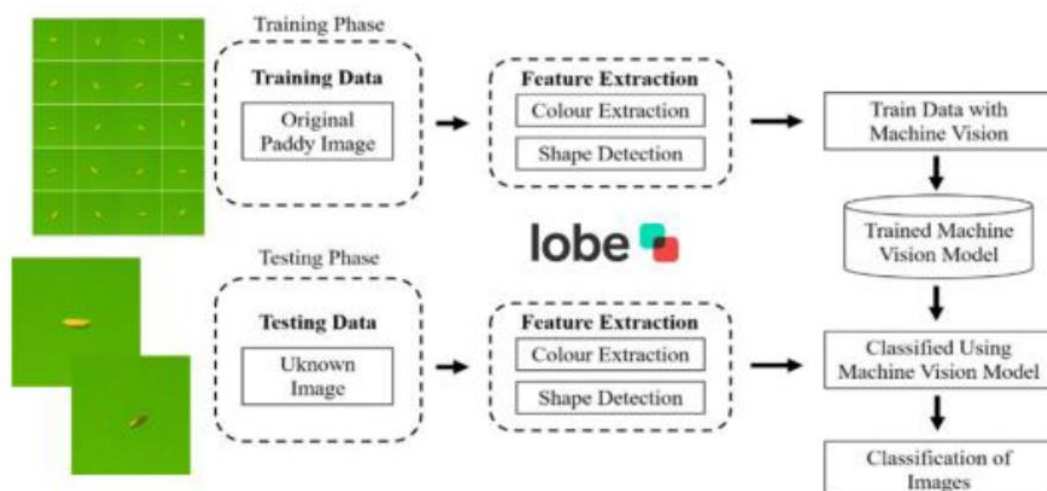 Training Phase
Training Data
Original
Paddy Image
Feature Extraction
Colour Extraction
Shape Detection
Train Data with
Machine Vision
Trained Machine
Vision Model
lobe
Testing Phase
Testing Data
Uknown
Image
Feature Extraction
Colour Extraction
Shape Detection
Classified Using
Machine Vision Model
Classification of
Images